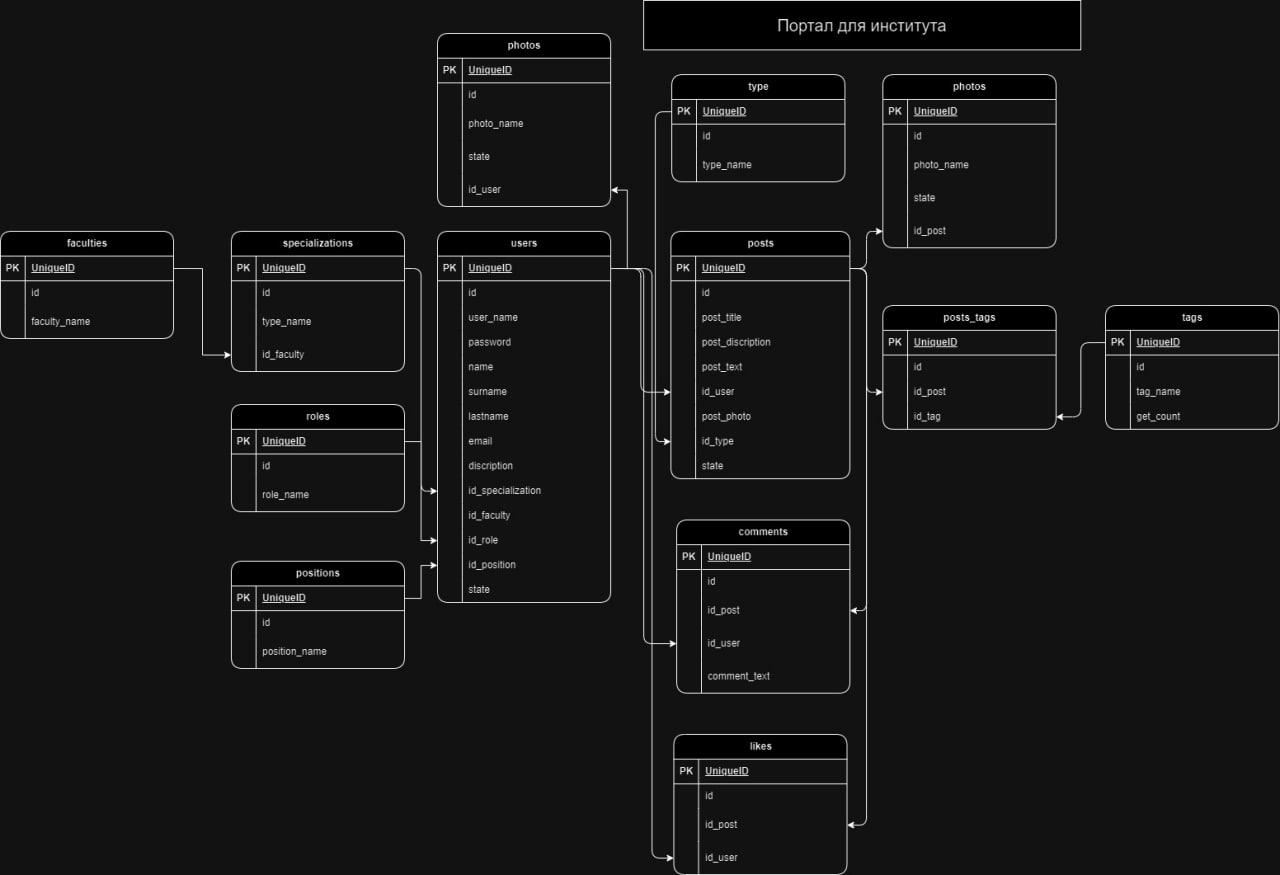 Портал для института
photos
PK UniqueID
id
photo_name
state
id_user
type
PK UniqueID
id
type_name
photos
PK UniqueID
id
photo_name
state
id_post
faculties
PK UniqueID
id
faculty_name
specializations
PK UniqueID
id
type_name
id_faculty
users
PK UniqueID
id
user_name
password
name
surname
lastname
email
discription
id_specialization
id_faculty
id_role
id_position
state
posts
PK UniqueID
id
post_title
post_discription
post_text
id_user
post_photo
id_type
state
posts_tags
PK UniqueID
id
id_post
id_tag
tags
PK UniqueID
id
tag_name
get_count
roles
PK UniqueID
id
role_name
positions
PK UniqueID
id
position_name
comments
PK UniqueID
id
id_post
id_user
comment_text
likes
PK UniqueID
id
id_post
id_user